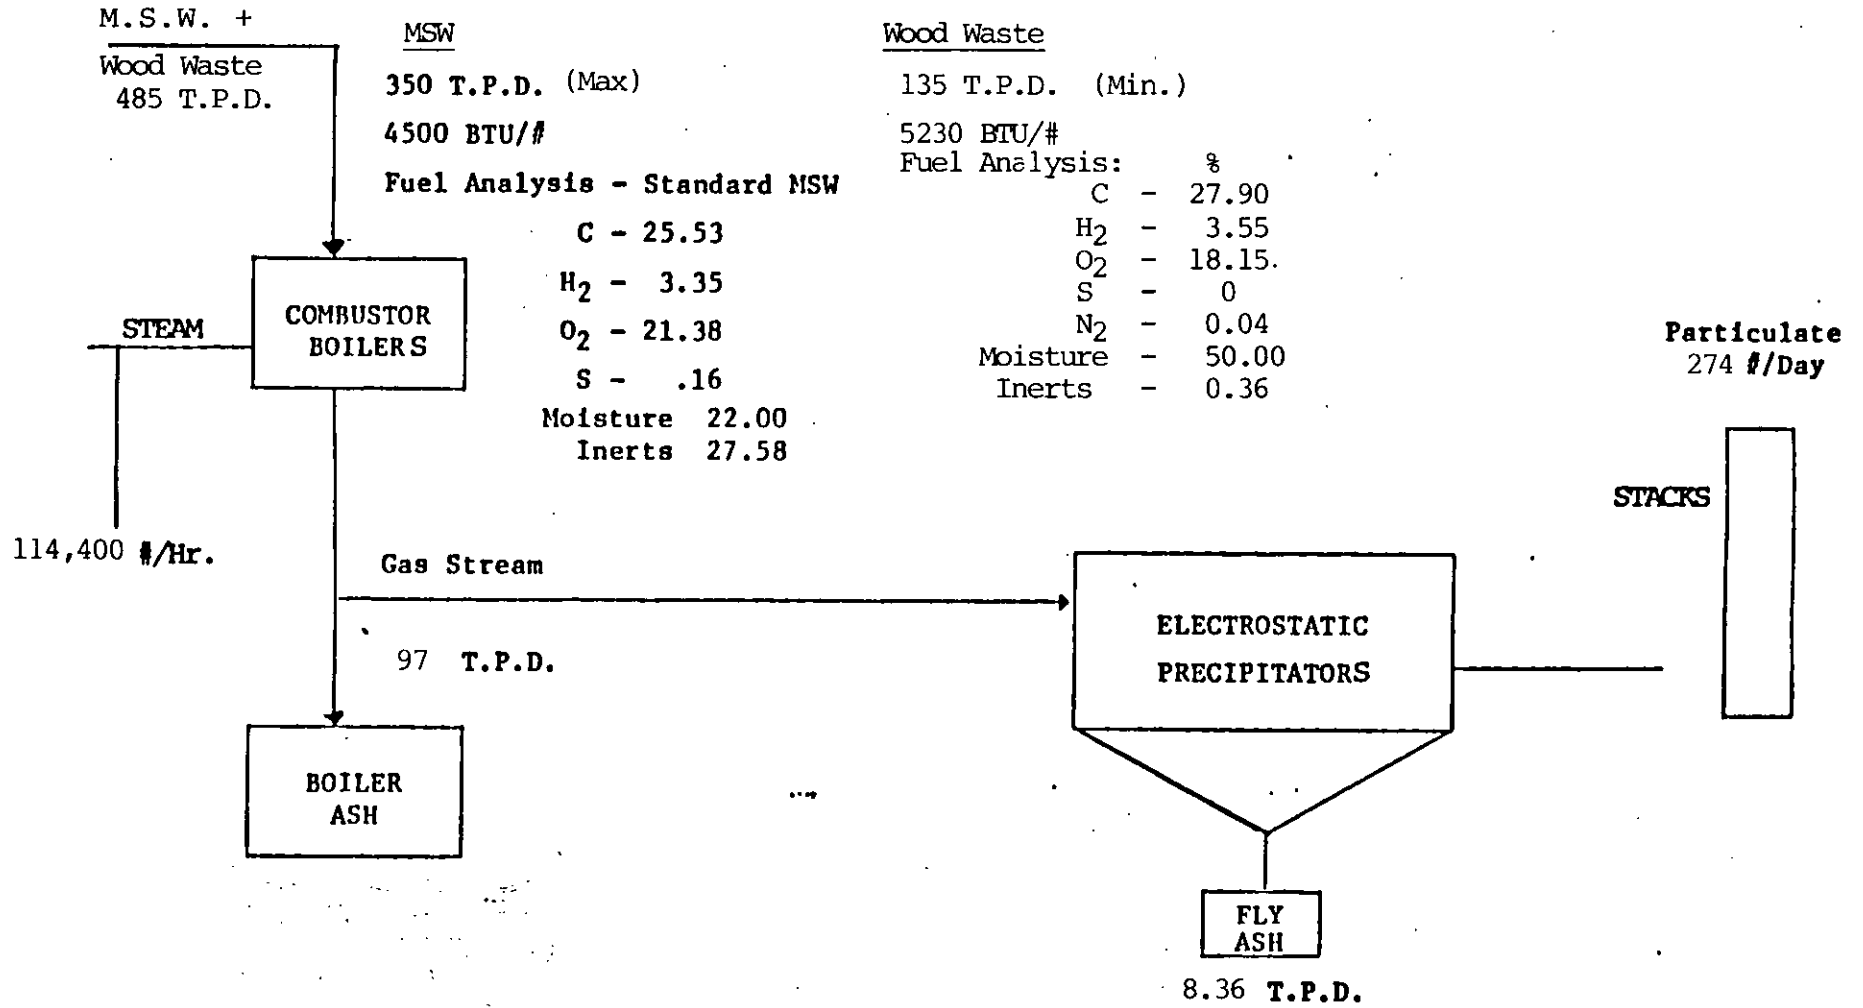 M.S.W. +
Wood Waste
485 T.P.D.
MSW
350 T.P.D. (Max)
4500 BTU/#
Fuel Analysis - Standard MSW
C - 25.53
H2 - 3.35
O2 - 21.38
S - .16
Moisture 22.00
Inerts 27.58
Wood Waste
135 T.P.D. (Min.)
5230 BTU/#
Fuel Analysis: %
C - 27.90
H2 - 3.55
O2 - 18.15
S - 0
N2 - 0.04
Moisture - 50.00
Inerts - 0.36
COMBUSTOR
BOILERS
STEAM
114,400 #/Hr.
Gas Stream
97 T.P.D.
BOILER
ASH
ELECTROSTATIC
PRECIPITATORS
FLY
ASH
8.36 T.P.D.
Particulate
274 #/Day
STACKS